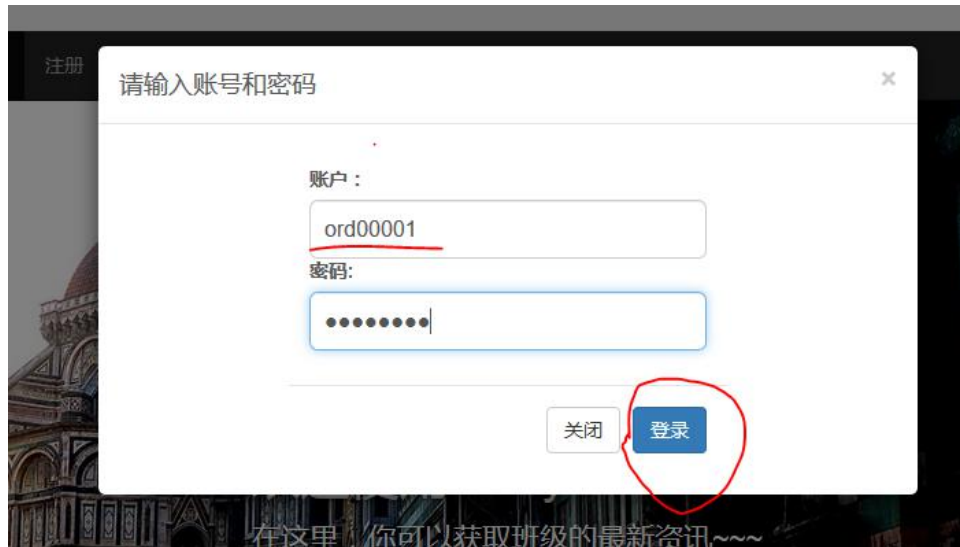 注册
请输入账号和密码
×
账户：
ord00001
密码:
••••••••
关闭 登录
在这里，你可以获取班级的最新资讯~~~